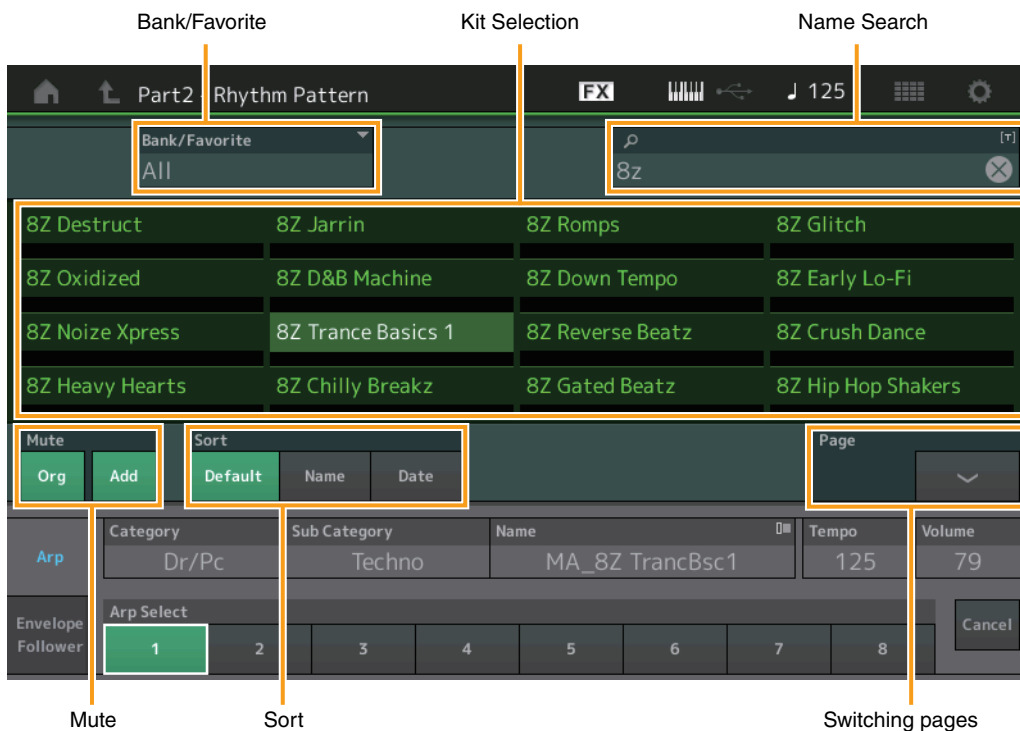 Bank/Favorite Kit Selection Name Search
Part2 - Rhythm Pattern FX 125
Bank/Favorite [T]
All 8z
8Z Destruct 8Z Jarrin 8Z Romps 8Z Glitch
8Z Oxidized 8Z D&B Machine 8Z Down Tempo 8Z Early Lo-Fi
8Z Noize Xpress 8Z Trance Basics 1 8Z Reverse Beatz 8Z Crush Dance
8Z Heavy Hearts 8Z Chilly Breakz 8Z Gated Beatz 8Z Hip Hop Shakers
Mute Sort Page
Org Add Default Name Date
Category Sub Category Name Tempo Volume
Arp Dr/Pc Techno MA_8Z TrancBsc1 125 79
Arp Select
Envelope Follower 1 2 3 4 5 6 7 8 Cancel
Mute Sort Switching pages